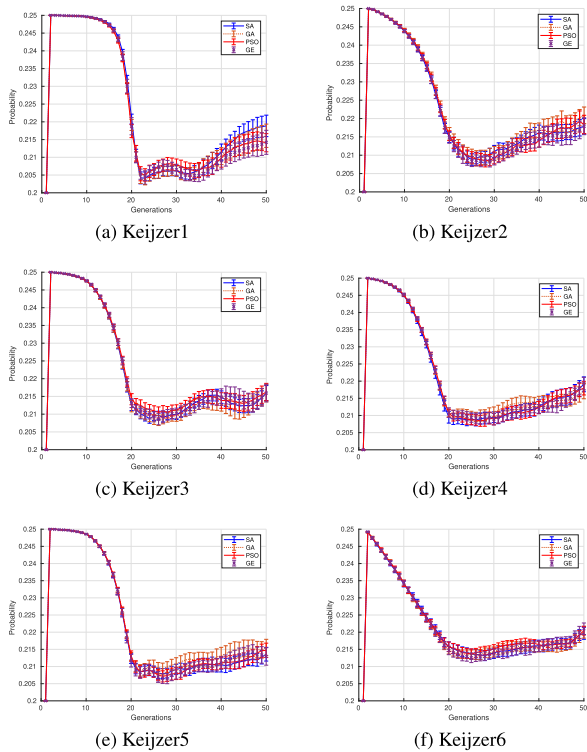 0.25
0.245
0.24
0.235
0.23
0.225
0.22
0.215
0.21
0.205
0.2
Probability
0 10 20 30 40 50
Generations
SA
GA
PSO
GE
(a) Keijzer1
0.25
0.245
0.24
0.235
0.23
0.225
0.22
0.215
0.21
0.205
0.2
Probability
0 10 20 30 40 50
Generations
SA
GA
PSO
GE
(b) Keijzer2
0.25
0.245
0.24
0.235
0.23
0.225
0.22
0.215
0.21
0.205
0.2
Probability
0 10 20 30 40 50
Generations
SA
GA
PSO
GE
(c) Keijzer3
0.25
0.245
0.24
0.235
0.23
0.225
0.22
0.215
0.21
0.205
0.2
Probability
0 10 20 30 40 50
Generations
SA
GA
PSO
GE
(d) Keijzer4
0.25
0.245
0.24
0.235
0.23
0.225
0.22
0.215
0.21
0.205
0.2
Probability
0 10 20 30 40 50
Generations
SA
GA
PSO
GE
(e) Keijzer5
0.25
0.245
0.24
0.235
0.23
0.225
0.22
0.215
0.21
0.205
0.2
Probability
0 10 20 30 40 50
Generations
SA
GA
PSO
GE
(f) Keijzer6